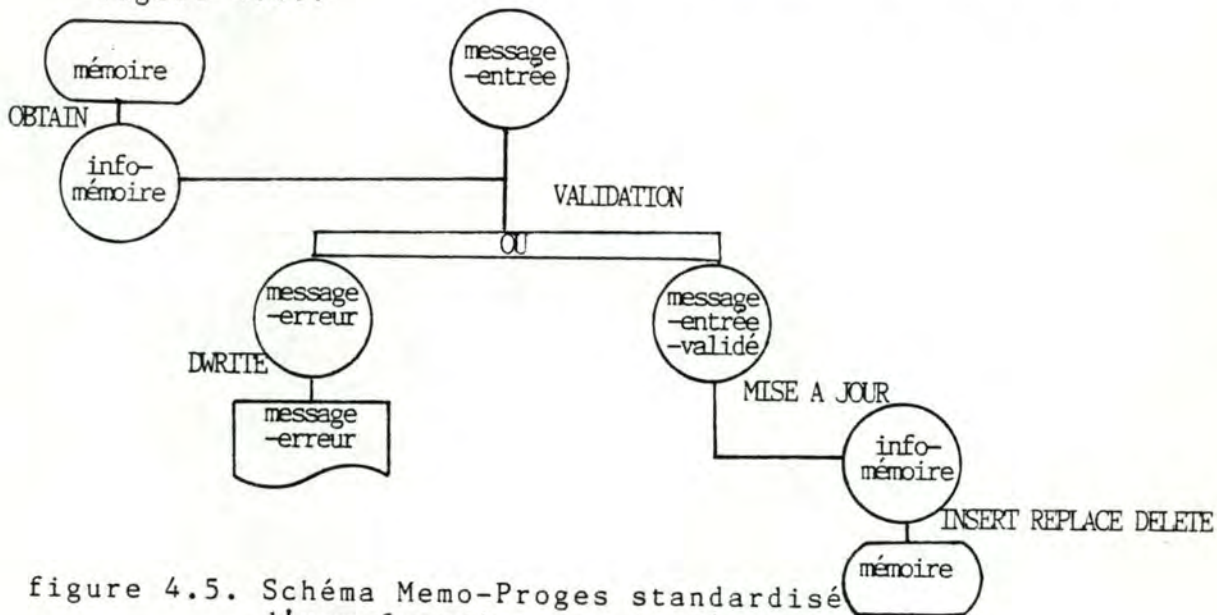 mémoire
message
-entrée
OBTAIN
info-
mémoire
VALIDATION
OU
message
-erreur
message
-entrée
-validé
DWRITE
MISE A JOUR
message
-erreur
info-
mémoire
INSERT REPLACE DELETE
mémoire
figure 4.5. Schéma Memo-Proges standardisé